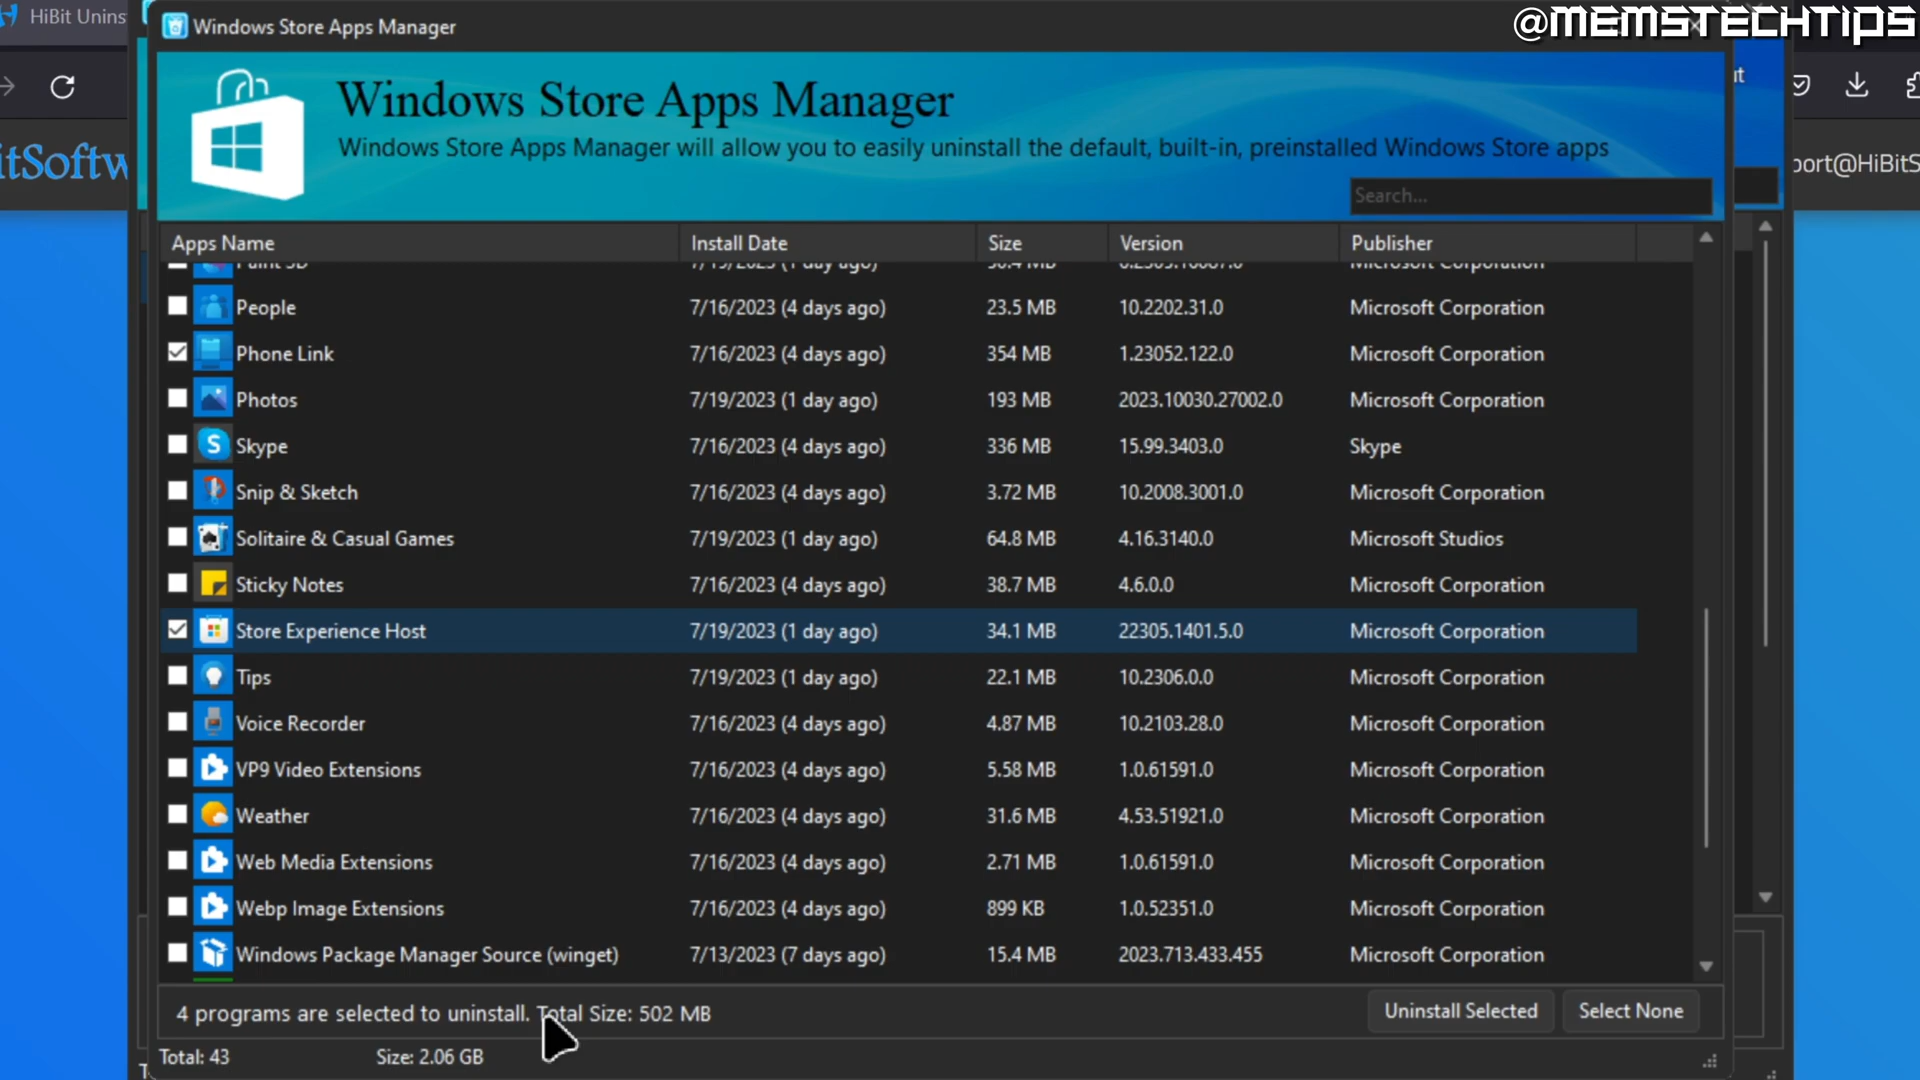 HiBit Unins
Windows Store Apps Manager
@MEMSTECHTIPS
Windows Store Apps Manager
Windows Store Apps Manager will allow you to easily uninstall the default, built-in, preinstalled Windows Store apps
itSoftw
port@HiBitS
Search...
Apps Name Install Date Size Version Publisher
Paint 3D 7/19/2023 (1 day ago) Microsoft Corporation
People 7/16/2023 (4 days ago) 23.5 MB 10.2202.31.0 Microsoft Corporation
Phone Link 7/16/2023 (4 days ago) 354 MB 1.23052.122.0 Microsoft Corporation
Photos 7/19/2023 (1 day ago) 193 MB 2023.10030.27002.0 Microsoft Corporation
Skype 7/16/2023 (4 days ago) 336 MB 15.99.3403.0 Skype
Snip & Sketch 7/16/2023 (4 days ago) 3.72 MB 10.2008.3001.0 Microsoft Corporation
Solitaire & Casual Games 7/19/2023 (1 day ago) 64.8 MB 4.16.3140.0 Microsoft Studios
Sticky Notes 7/16/2023 (4 days ago) 38.7 MB 4.6.0.0 Microsoft Corporation
Store Experience Host 7/19/2023 (1 day ago) 34.1 MB 22305.1401.5.0 Microsoft Corporation
Tips 7/19/2023 (1 day ago) 22.1 MB 10.2306.0.0 Microsoft Corporation
Voice Recorder 7/16/2023 (4 days ago) 4.87 MB 10.2103.28.0 Microsoft Corporation
VP9 Video Extensions 7/16/2023 (4 days ago) 5.58 MB 1.0.61591.0 Microsoft Corporation
Weather 7/16/2023 (4 days ago) 31.6 MB 4.53.51921.0 Microsoft Corporation
Web Media Extensions 7/16/2023 (4 days ago) 2.71 MB 1.0.61591.0 Microsoft Corporation
Webp Image Extensions 7/16/2023 (4 days ago) 899 KB 1.0.52351.0 Microsoft Corporation
Windows Package Manager Source (winget) 7/13/2023 (7 days ago) 15.4 MB 2023.713.433.455 Microsoft Corporation
4 programs are selected to uninstall. Total Size: 502 MB
Uninstall Selected
Select None
Total: 43 Size: 2.06 GB